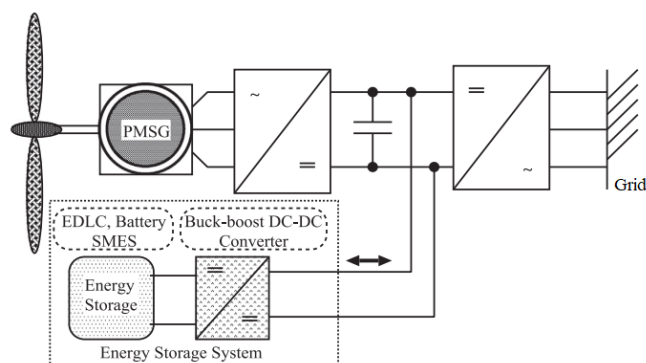 PMSG
~
=
=
~
Grid
EDLC, Battery
SMES
Buck-boost DC-DC
Converter
Energy
Storage
=
=
Energy Storage System